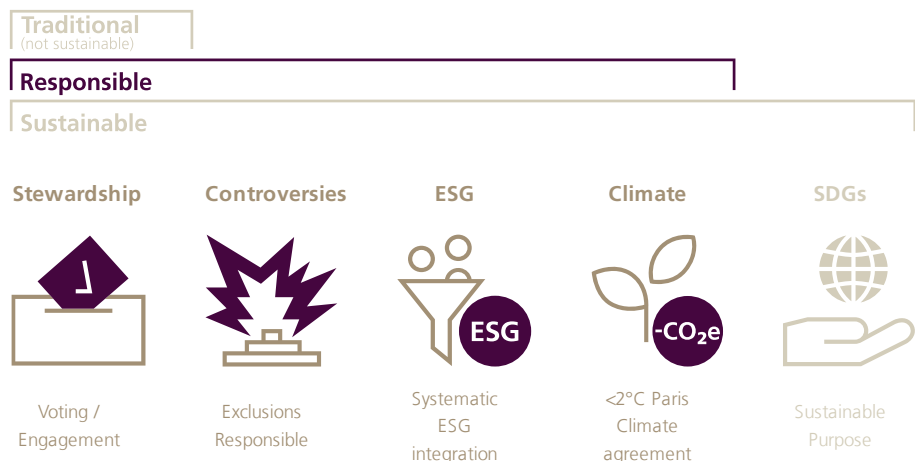 Traditional
(not sustainable)
Responsible
Sustainable
Stewardship
Controversies
ESG
Climate
SDGs
ESG
-CO₂e
Voting /
Engagement
Exclusions
Responsible
Systematic
ESG
integration
<2°C Paris
Climate
agreement
Sustainable
Purpose